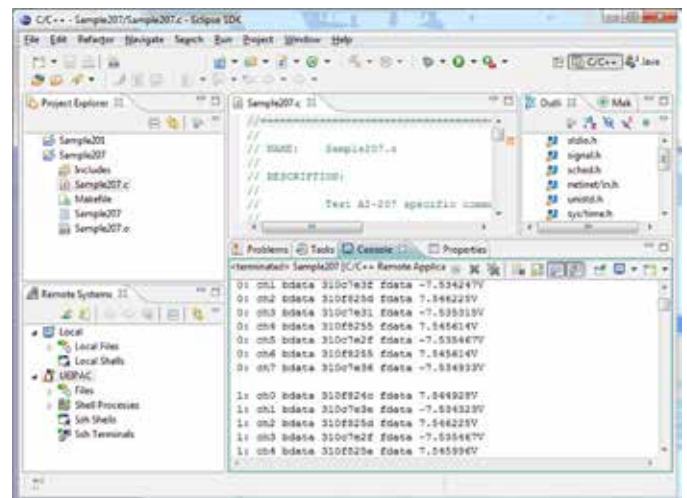 C/C++ - Sample207/Sample207.c - Eclipse SDK
File Edit Refactor Navigate Search Run Project Window Help
C/C++ Java
Project Explorer
Sample201
Sample207
Includes
Sample207.c
Makefile
Sample207
Sample207.o
Sample207.c
//
// NAME: Sample207.c
//
// DESCRIPTION:
//
// Test AI-207 specific comm
//
Outli Mak
stdio.h
signal.h
sched.h
netinet/in.h
unistd.h
sys/time.h
Problems Tasks Console Properties
<terminated> Sample207 [C/C++ Remote Applica
0: ch1 bdata 310c7e3f fdata -7.534247V
0: ch2 bdata 310f825d fdata 7.546225V
0: ch3 bdata 310c7e31 fdata -7.535315V
0: ch4 bdata 310f8255 fdata 7.545614V
0: ch5 bdata 310c7e2f fdata -7.535467V
0: ch6 bdata 310f8255 fdata 7.545614V
0: ch7 bdata 310c7e36 fdata -7.534933V
1: ch0 bdata 310f824c fdata 7.544928V
1: ch1 bdata 310c7e3e fdata -7.534323V
1: ch2 bdata 310f825d fdata 7.546225V
1: ch3 bdata 310c7e2f fdata -7.535467V
1: ch4 bdata 310f825a fdata 7.545996V
Remote Systems
Local
Local Files
Local Shells
UEIPAC
Files
Shell Processes
Ssh Shells
Ssh Terminals